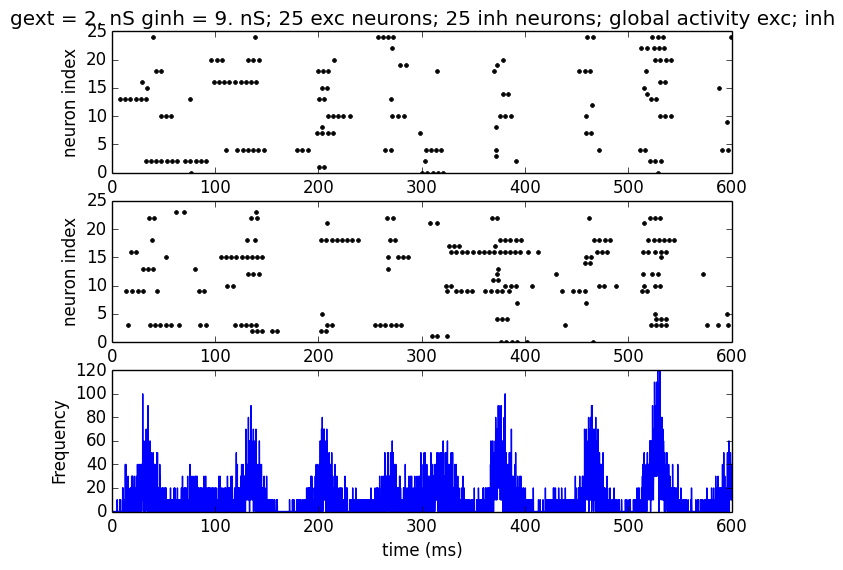 gext = 2. nS ginh = 9. nS; 25 exc neurons; 25 inh neurons; global activity exc; inh
25
20
15
10
5
0
neuron index
0 100 200 300 400 500 600
25
20
15
10
5
0
neuron index
0 100 200 300 400 500 600
120
100
80
60
40
20
0
Frequency
0 100 200 300 400 500 600
time (ms)